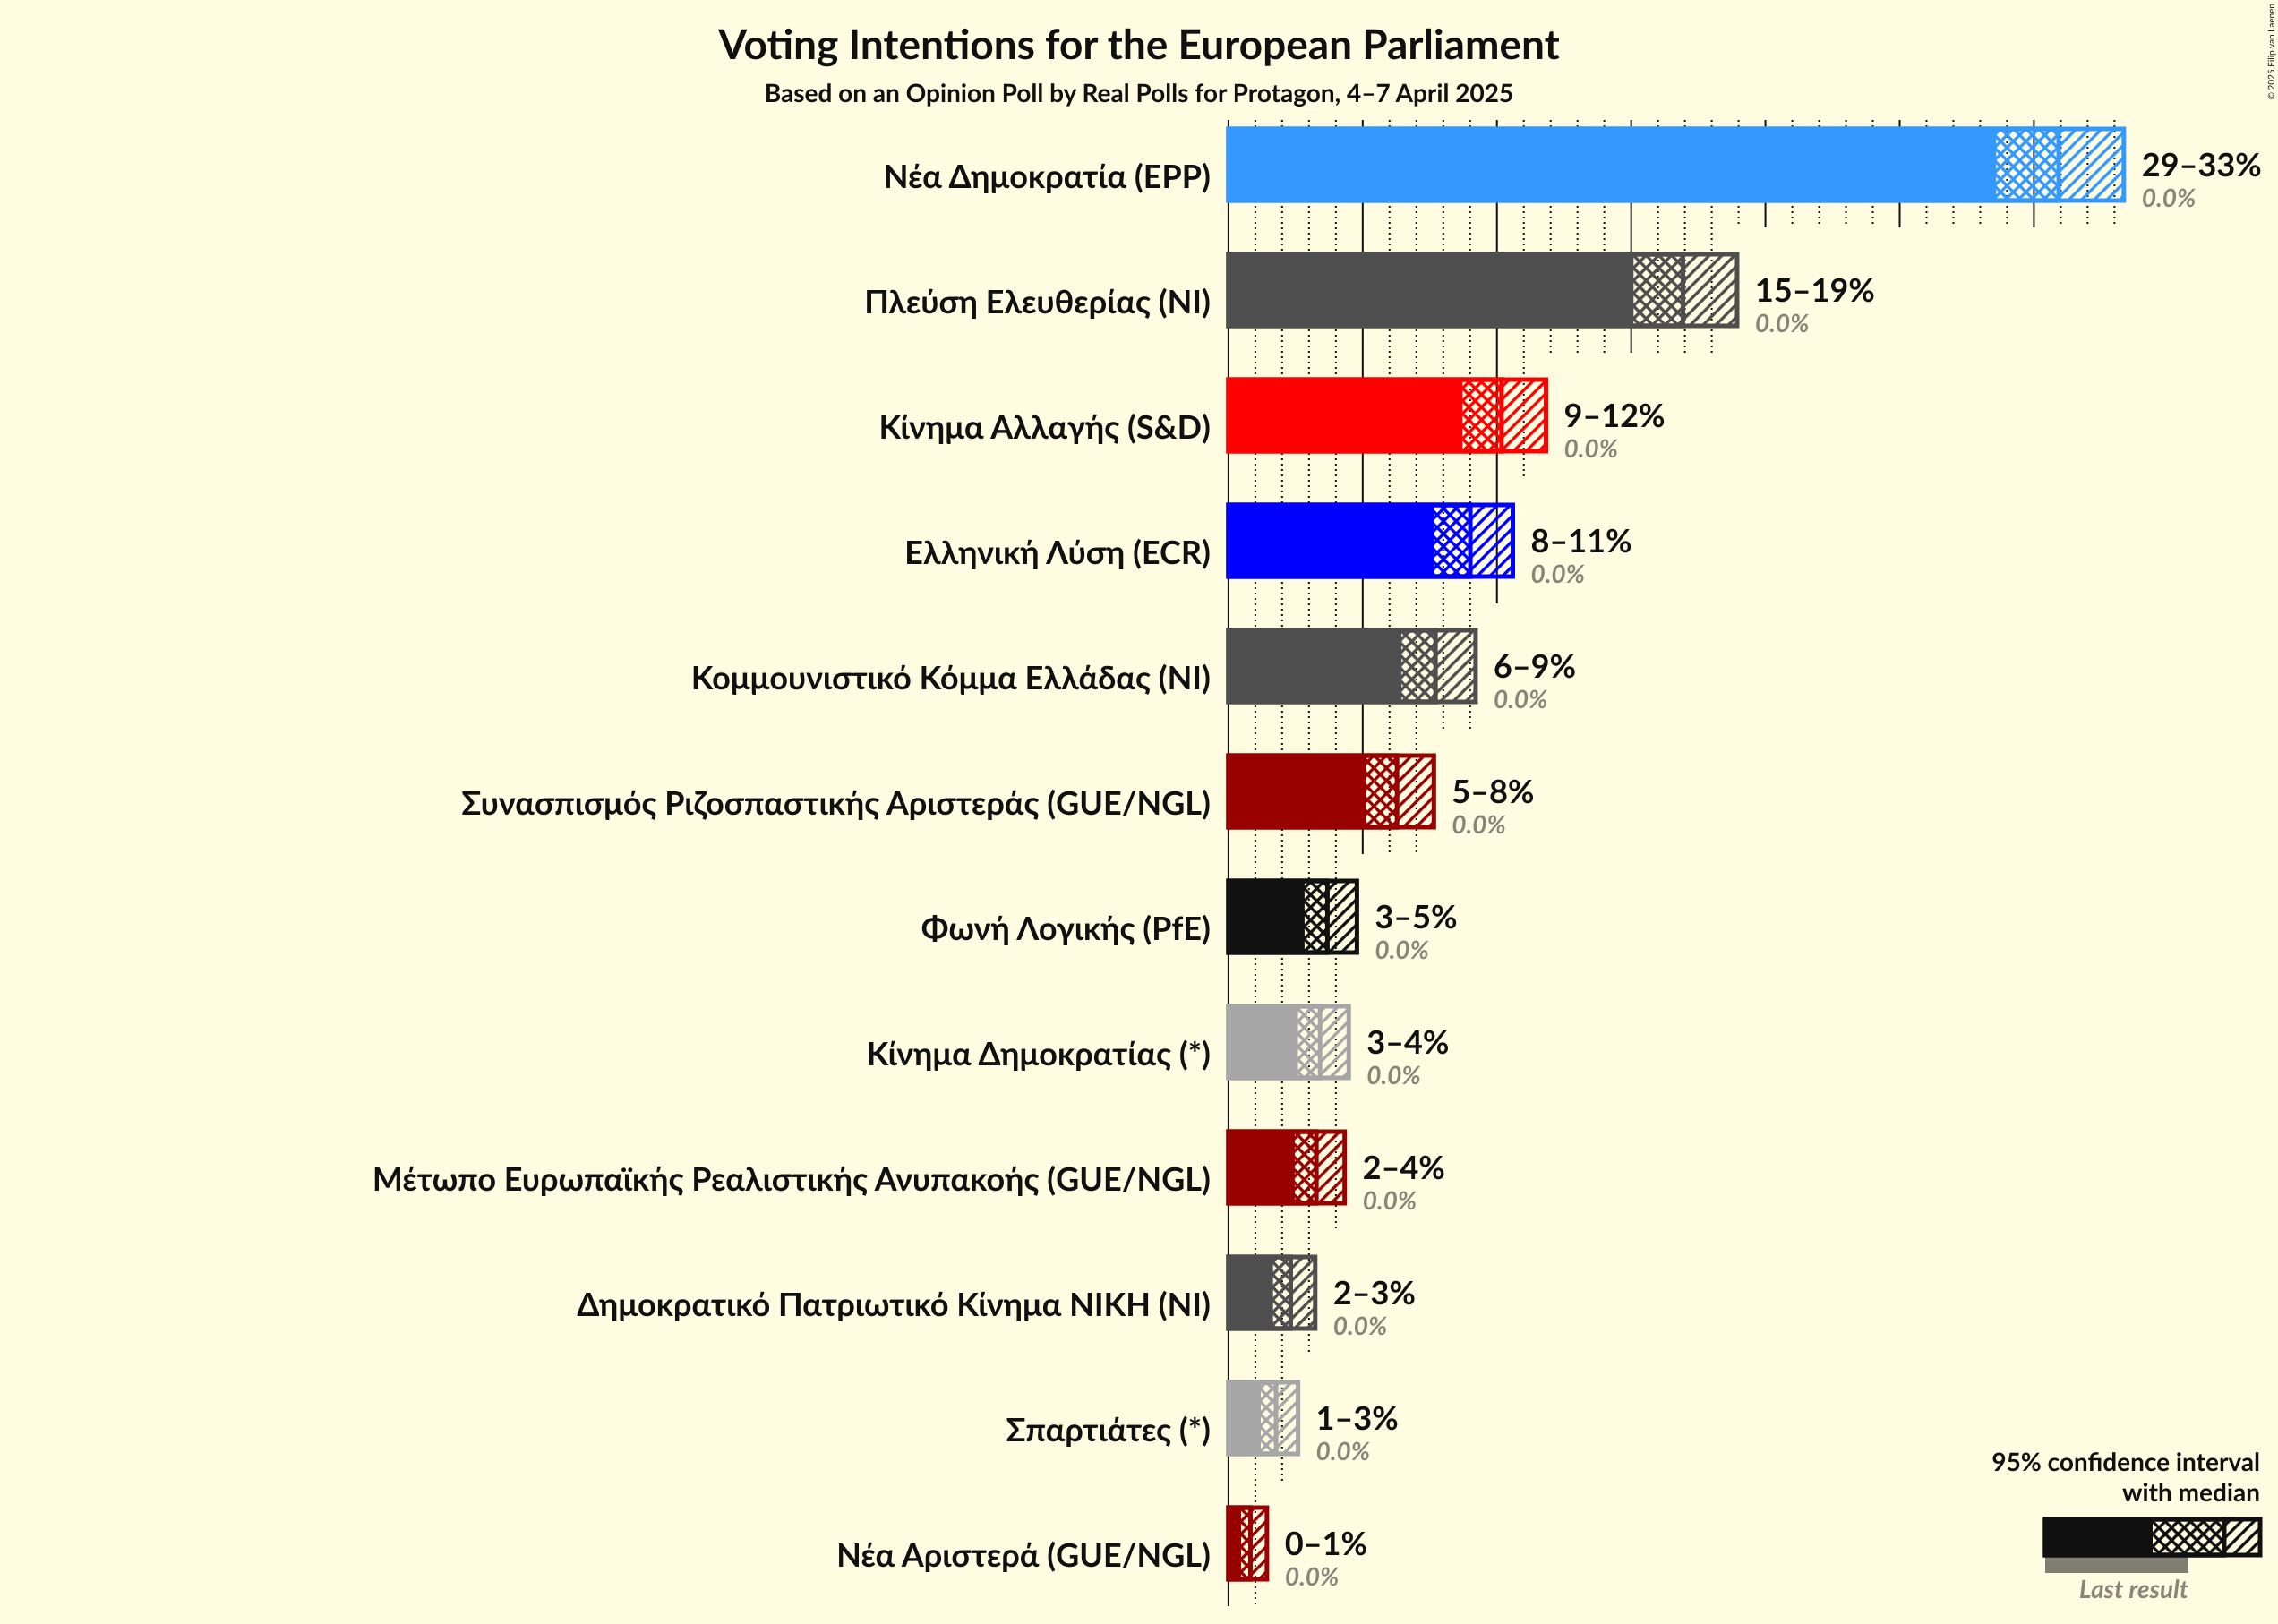 Voting Intentions for the European Parliament
Based on an Opinion Poll by Real Polls for Protagon, 4–7 April 2025
© 2025 Filip van Laenen
Νέα Δημοκρατία (EPP)
29–33%
0.0%
Πλεύση Ελευθερίας (NI)
15–19%
0.0%
Κίνημα Αλλαγής (S&D)
9–12%
0.0%
Ελληνική Λύση (ECR)
8–11%
0.0%
Κομμουνιστικό Κόμμα Ελλάδας (NI)
6–9%
0.0%
Συνασπισμός Ριζοσπαστικής Αριστεράς (GUE/NGL)
5–8%
0.0%
Φωνή Λογικής (PfE)
3–5%
0.0%
Κίνημα Δημοκρατίας (*)
3–4%
0.0%
Μέτωπο Ευρωπαϊκής Ρεαλιστικής Ανυπακοής (GUE/NGL)
2–4%
0.0%
Δημοκρατικό Πατριωτικό Κίνημα ΝΙΚΗ (NI)
2–3%
0.0%
Σπαρτιάτες (*)
1–3%
0.0%
Νέα Αριστερά (GUE/NGL)
0–1%
0.0%
95% confidence interval
with median
Last result